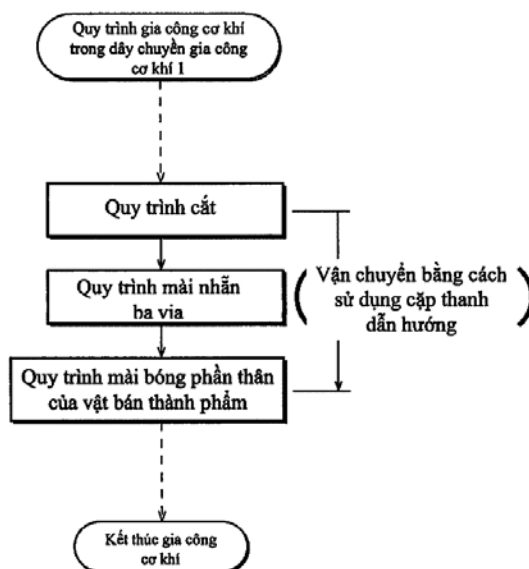 Quy trình gia công cơ khí
trong dây chuyền gia công
cơ khí 1
Quy trình cắt
Quy trình mài nhẵn
ba via
Quy trình mài bóng phần thân
của vật bán thành phẩm
(Vận chuyển bằng cách
sử dụng cặp thanh
dẫn hướng)
Kết thúc gia công
cơ khí